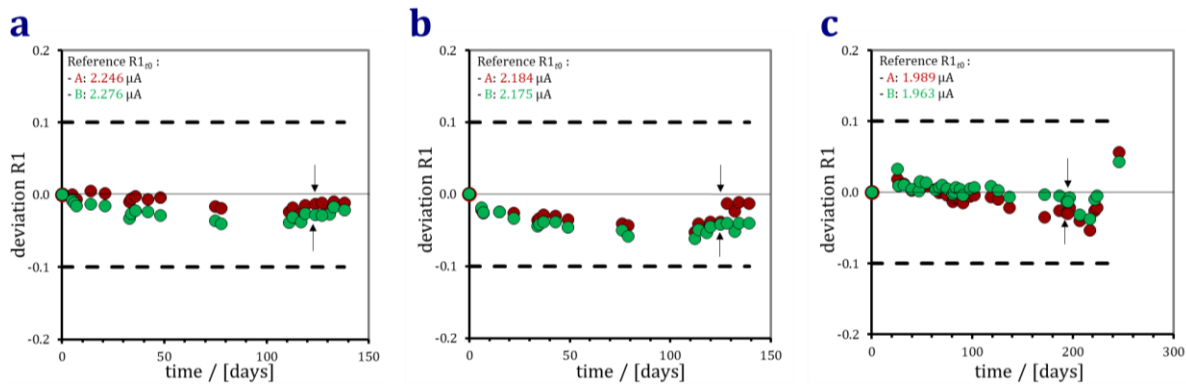 a
Reference R1t0 :
- A: 2.246 μA
- B: 2.276 μA
0.2
0.1
0.0
-0.1
-0.2
deviation R1
0
50
100
150
time / [days]
b
Reference R1t0 :
- A: 2.184 μA
- B: 2.175 μA
0.2
0.1
0.0
-0.1
-0.2
deviation R1
0
50
100
150
time / [days]
c
Reference R1t0 :
- A: 1.989 μA
- B: 1.963 μA
0.2
0.1
0.0
-0.1
-0.2
deviation R1
0
100
200
300
time / [days]